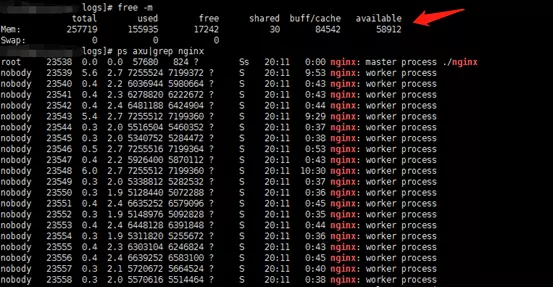 logs]# free -m
total used free shared buff/cache available
Mem: 257719 155935 17242 30 84542 58912
Swap: 0 0 0
logs]# ps axu|grep nginx
root 23538 0.0 0.0 57680 824 ? Ss 20:11 0:00 nginx: master process ./nginx
nobody 23539 5.6 2.7 7255524 7199372 ? S 20:11 9:53 nginx: worker process
nobody 23540 0.4 2.2 6036944 5980664 ? S 20:11 0:41 nginx: worker process
nobody 23541 0.4 2.3 6278820 6222672 ? S 20:11 0:43 nginx: worker process
nobody 23542 0.4 2.4 6481188 6424904 ? S 20:11 0:44 nginx: worker process
nobody 23543 5.4 2.7 7255512 7199360 ? S 20:11 9:29 nginx: worker process
nobody 23544 0.3 2.0 5516504 5460352 ? S 20:11 0:37 nginx: worker process
nobody 23545 0.3 2.0 5340752 5284472 ? S 20:11 0:38 nginx: worker process
nobody 23546 0.5 2.7 7255516 7199364 ? S 20:11 0:53 nginx: worker process
nobody 23547 0.4 2.2 5926400 5870112 ? S 20:11 0:43 nginx: worker process
nobody 23548 6.0 2.7 7255512 7199360 ? S 20:11 10:30 nginx: worker process
nobody 23549 0.3 2.0 5338812 5282532 ? S 20:11 0:37 nginx: worker process
nobody 23550 0.3 1.9 5128440 5072288 ? S 20:11 0:36 nginx: worker process
nobody 23551 0.4 2.4 6635252 6579096 ? S 20:11 0:45 nginx: worker process
nobody 23552 0.3 1.9 5148976 5092828 ? S 20:11 0:35 nginx: worker process
nobody 23553 0.4 2.4 6448128 6391848 ? S 20:11 0:44 nginx: worker process
nobody 23554 0.3 1.9 5311820 5255672 ? S 20:11 0:36 nginx: worker process
nobody 23555 0.4 2.3 6303104 6246824 ? S 20:11 0:43 nginx: worker process
nobody 23556 0.4 2.4 6639252 6583100 ? S 20:11 0:45 nginx: worker process
nobody 23557 0.3 2.1 5720672 5664524 ? S 20:11 0:40 nginx: worker process
nobody 23558 0.3 2.0 5570616 5514464 ? S 20:11 0:38 nginx: worker process